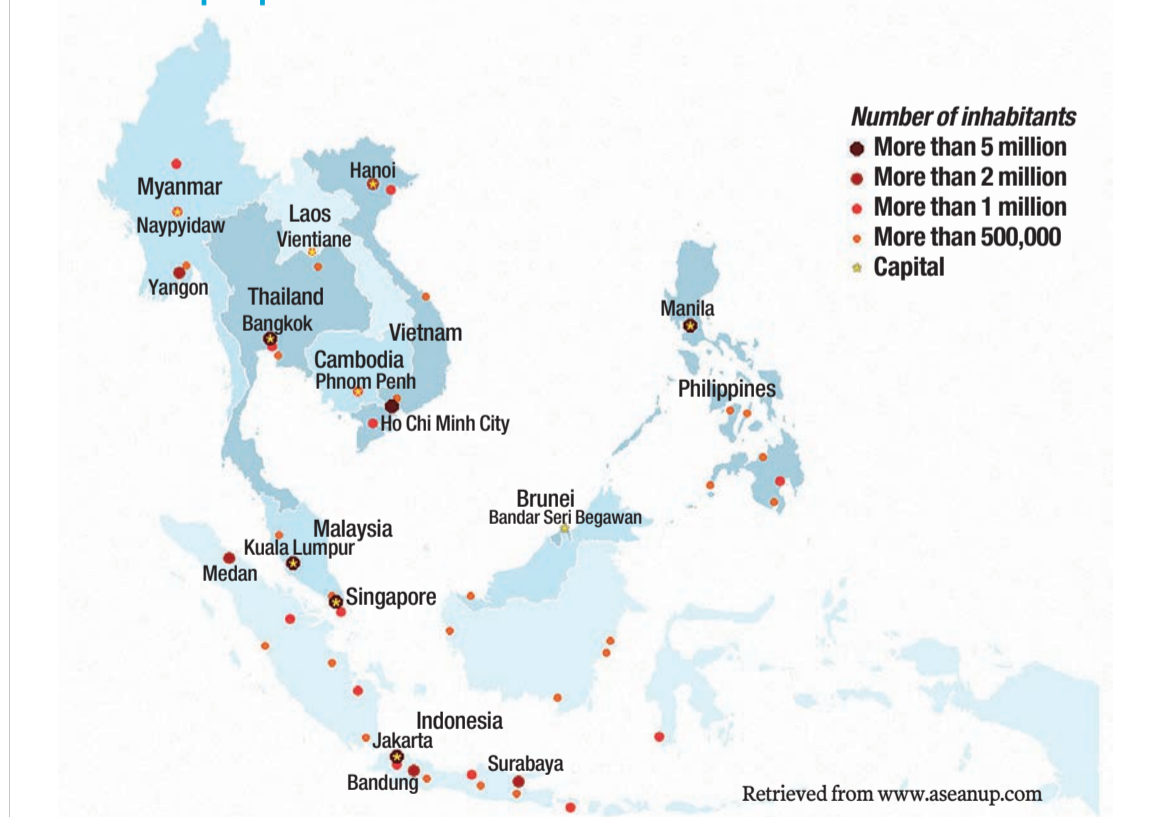 Number of inhabitants
More than 5 million
More than 2 million
More than 1 million
More than 500,000
Capital
Hanoi
Myanmar
Naypyidaw
Laos
Vientiane
Yangon
Thailand
Bangkok
Vietnam
Manila
Cambodia
Phnom Penh
Philippines
Ho Chi Minh City
Brunei
Bandar Seri Begawan
Malaysia
Kuala Lumpur
Medan
Singapore
Indonesia
Jakarta
Surabaya
Bandung
Retrieved from www.aseanup.com